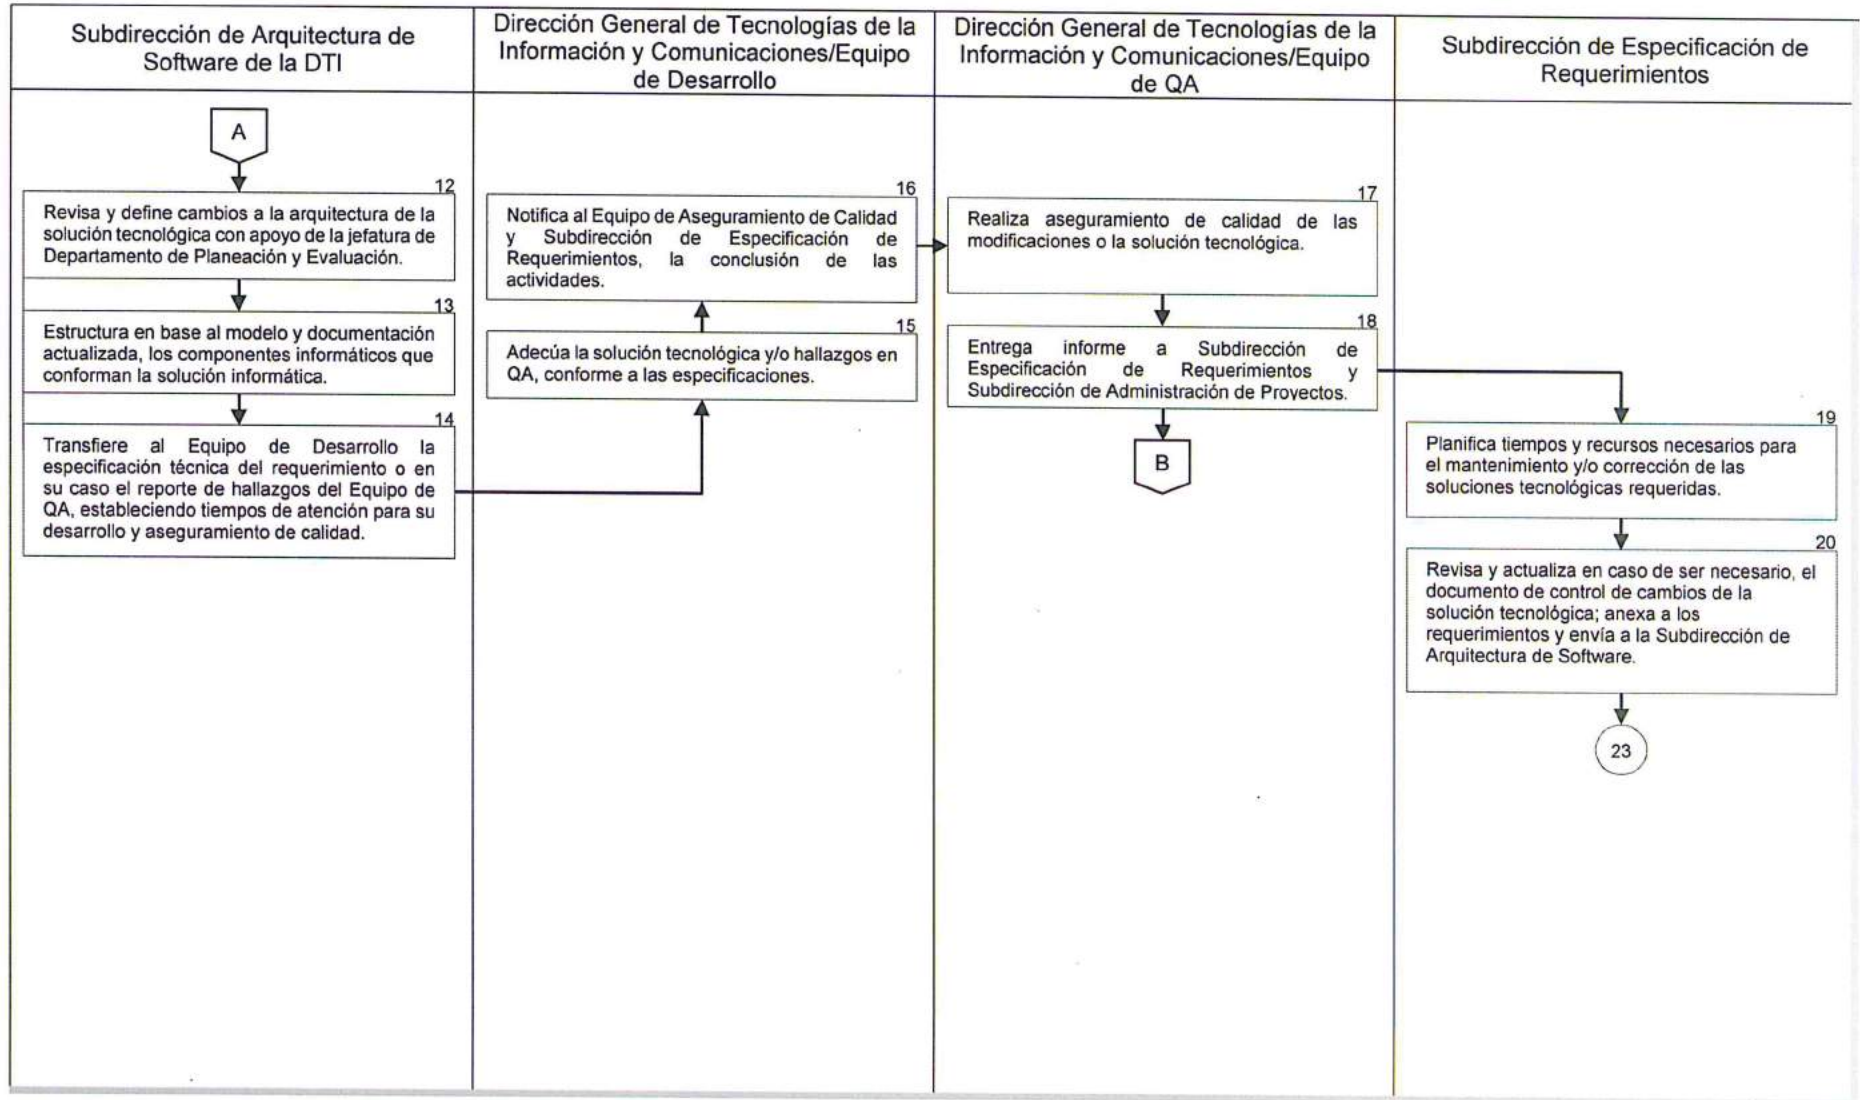 Subdirección de Arquitectura de
Software de la DTI
Dirección General de Tecnologías de la
Información y Comunicaciones/Equipo
de Desarrollo
Dirección General de Tecnologías de la
Información y Comunicaciones/Equipo
de QA
Subdirección de Especificación de
Requerimientos
A
12
Revisa y define cambios a la arquitectura de la
solución tecnológica con apoyo de la jefatura de
Departamento de Planeación y Evaluación.
13
Estructura en base al modelo y documentación
actualizada, los componentes informáticos que
conforman la solución informática.
14
Transfiere al Equipo de Desarrollo la
especificación técnica del requerimiento o en
su caso el reporte de hallazgos del Equipo de
QA, estableciendo tiempos de atención para su
desarrollo y aseguramiento de calidad.
16
Notifica al Equipo de Aseguramiento de Calidad
y Subdirección de Especificación de
Requerimientos, la conclusión de las
actividades.
15
Adecúa la solución tecnológica y/o hallazgos en
QA, conforme a las especificaciones.
17
Realiza aseguramiento de calidad de las
modificaciones o la solución tecnológica.
18
Entrega informe a Subdirección de
Especificación de Requerimientos y
Subdirección de Administración de Proyectos.
B
19
Planifica tiempos y recursos necesarios para
el mantenimiento y/o corrección de las
soluciones tecnológicas requeridas.
20
Revisa y actualiza en caso de ser necesario, el
documento de control de cambios de la
solución tecnológica; anexa a los
requerimientos y envía a la Subdirección de
Arquitectura de Software.
23